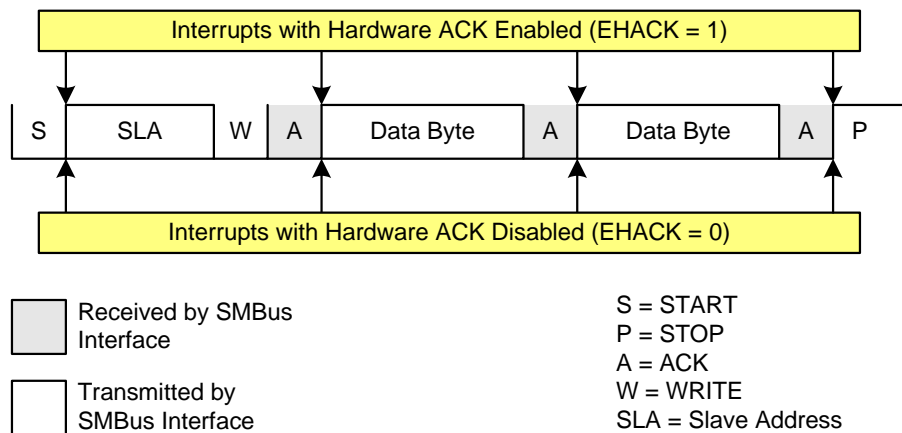 Interrupts with Hardware ACK Enabled (EHACK = 1)
S SLA W A Data Byte A Data Byte A P
Interrupts with Hardware ACK Disabled (EHACK = 0)
Received by SMBus
Interface
Transmitted by
SMBus Interface
S = START
P = STOP
A = ACK
W = WRITE
SLA = Slave Address